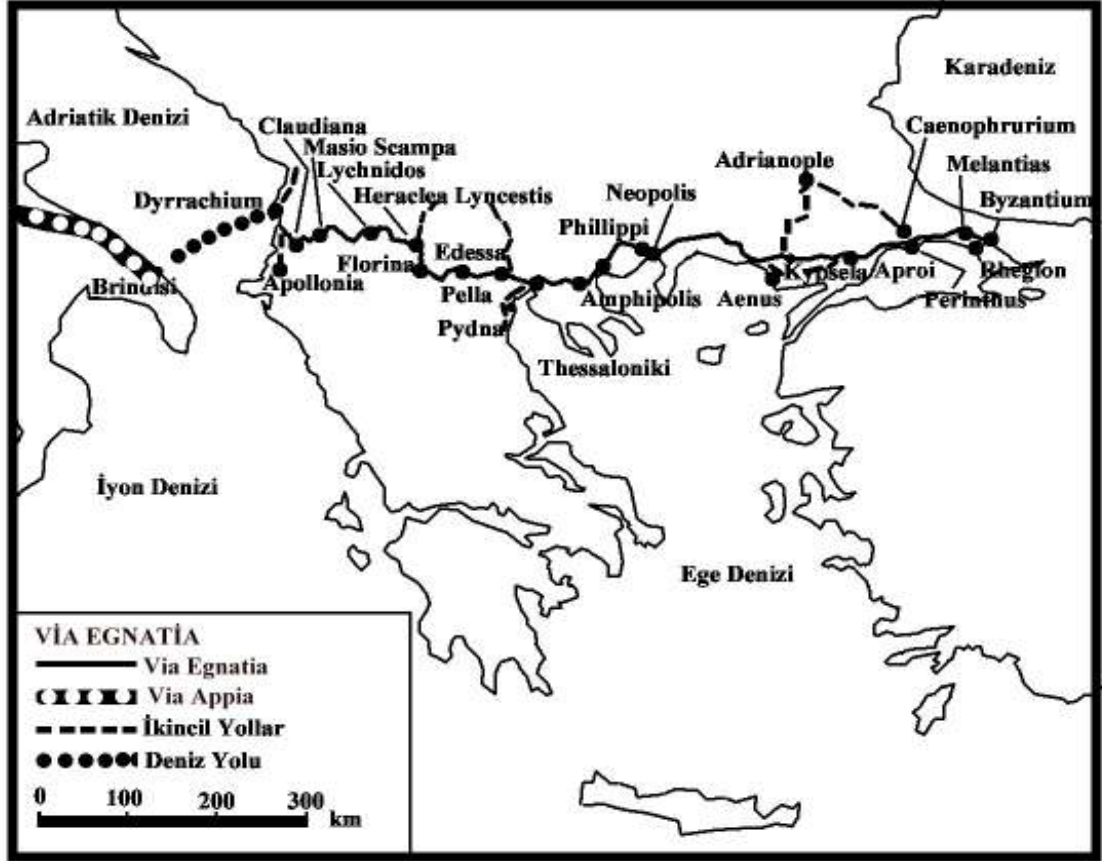 Karadeniz
Adriatik Denizi
Claudiana
Masio Scampa
Lychnidos
Heraclea Lyncestis
Dyrrachium
Adrianople
Caenophrurium
Melantias
Byzantium
Neopolis
Phillippi
Edessa
Florina
Brindisi
Apollonia
Pella
Pydna
Amphipolis
Aenus
Kypsela
Aproi
Rhegion
Perinthus
Thessaloniki
İyon Denizi
Ege Denizi
VİA EGNATİA
Via Egnatia
Via Appia
İkincil Yollar
Deniz Yolu
0 100 200 300
km